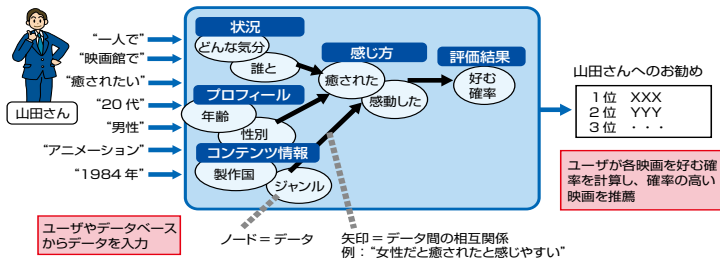 山田さん
“一人で”
“映画館で”
“癒されたい”
“20代”
“男性”
“アニメーション”
“1984年”
状況
どんな気分
誰と
プロフィール
年齢
性別
コンテンツ情報
製作国
ジャンル
感じ方
癒された
感動した
評価結果
好む
確率
山田さんへのお勧め
1位 XXX
2位 YYY
3位 ・・・
ユーザが各映画を好む確
率を計算し、確率の高い
映画を推薦
ユーザやデータベース
からデータを入力
ノード＝データ
矢印＝データ間の相互関係
例：“女性だと癒されたと感じやすい”